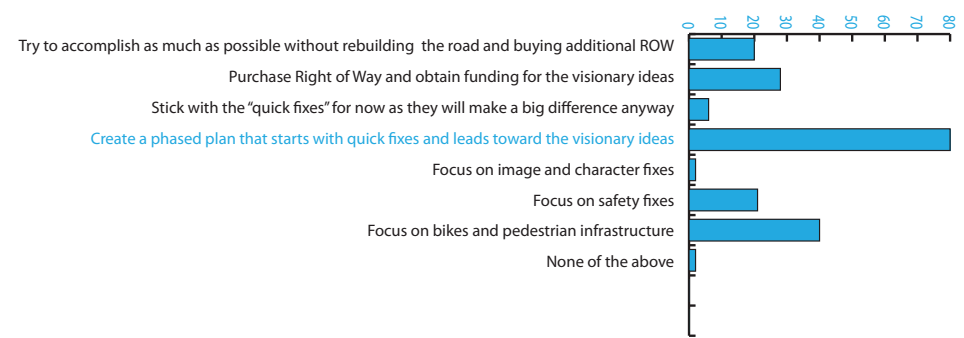 0 10 20 30 40 50 60 70 80
Try to accomplish as much as possible without rebuilding the road and buying additional ROW
Purchase Right of Way and obtain funding for the visionary ideas
Stick with the “quick fixes” for now as they will make a big difference anyway
Create a phased plan that starts with quick fixes and leads toward the visionary ideas
Focus on image and character fixes
Focus on safety fixes
Focus on bikes and pedestrian infrastructure
None of the above